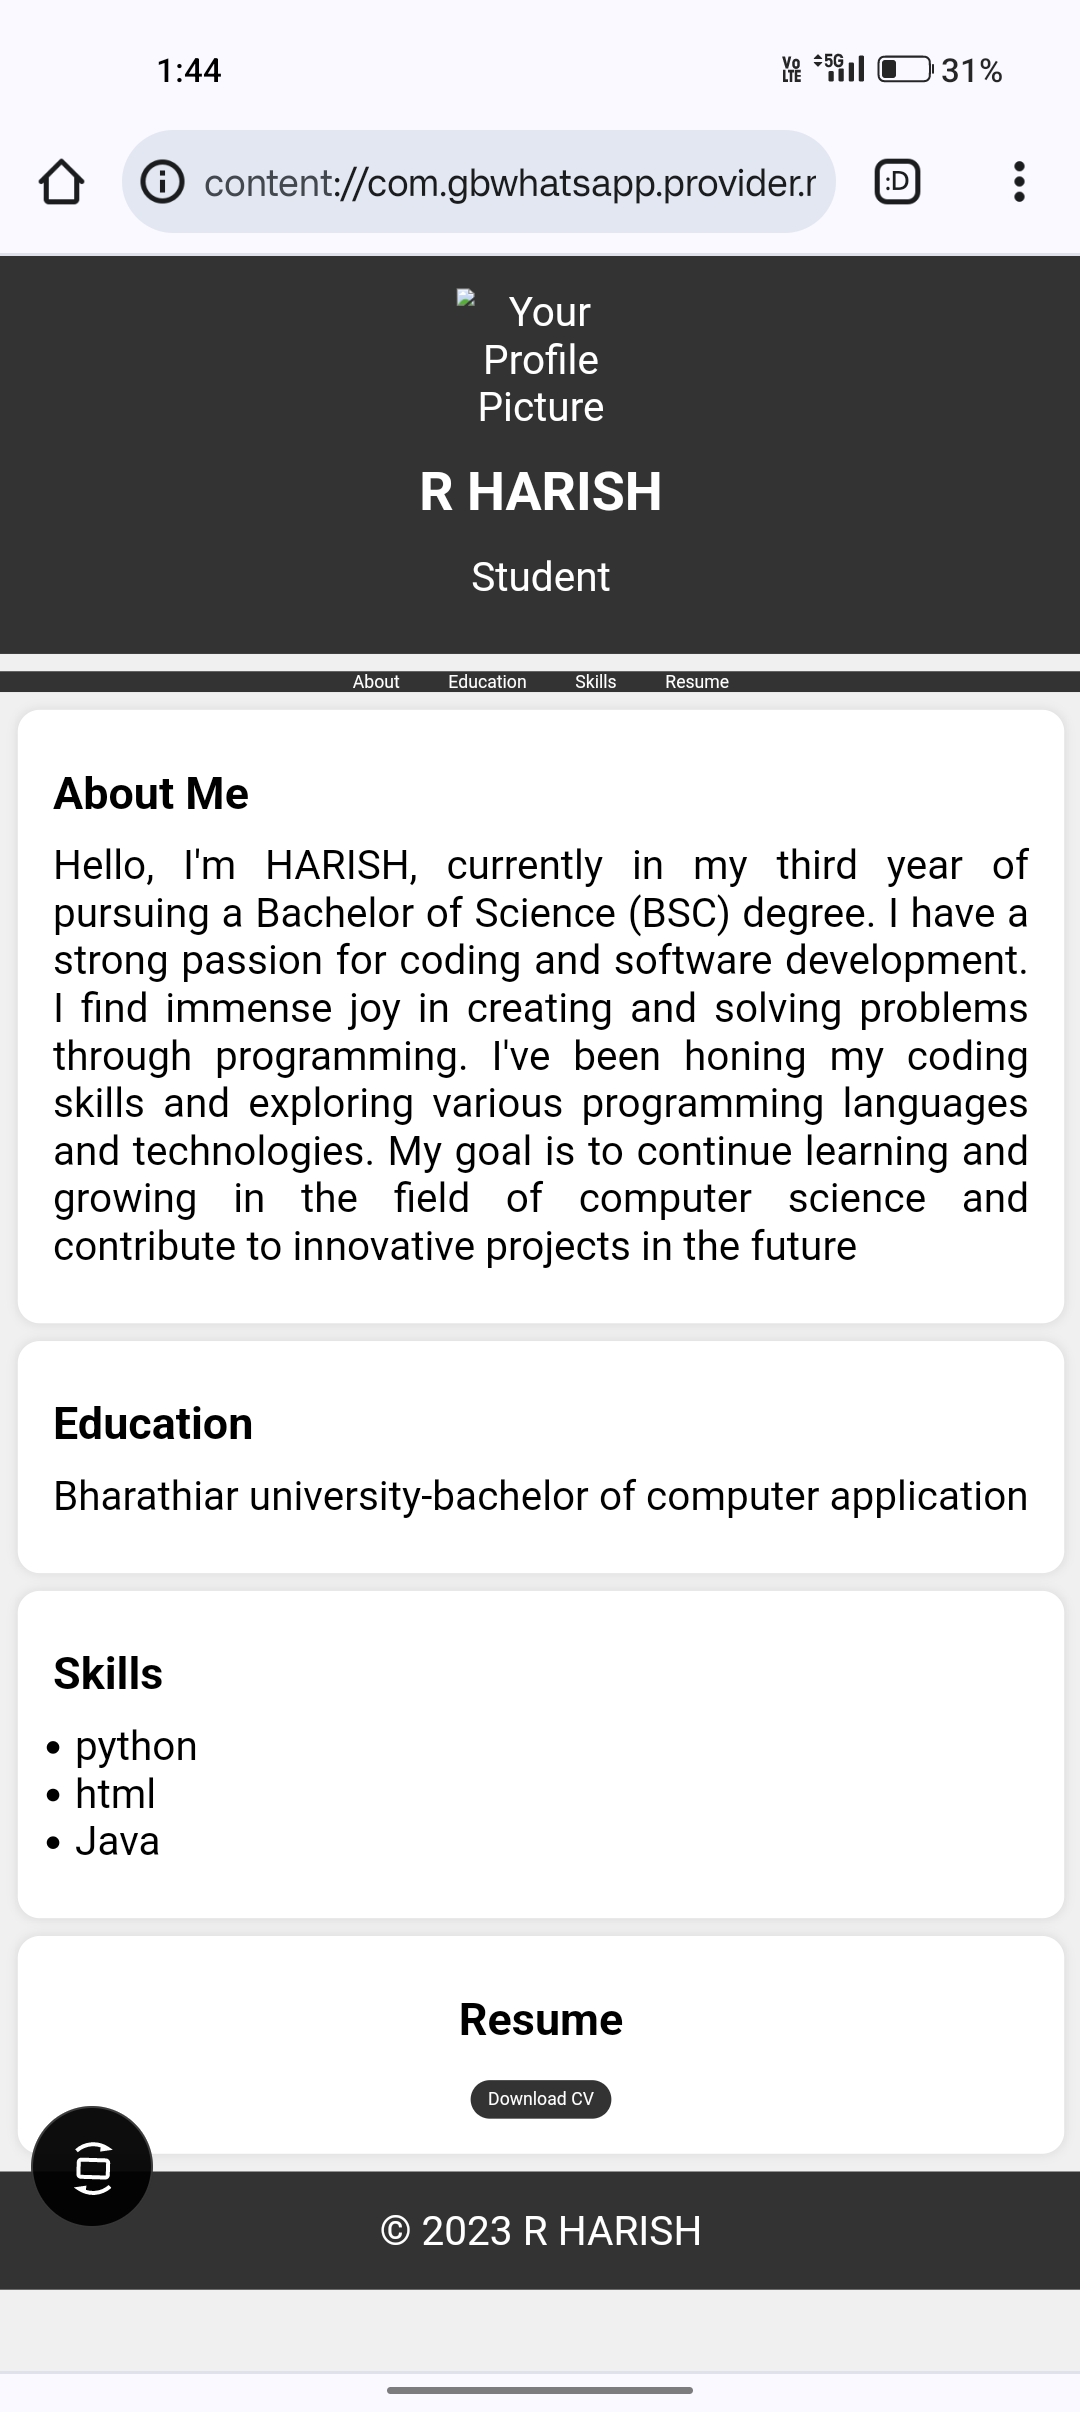 1:44
Vo
LTE
5G
31%
content://com.gbwhatsapp.provider.r
:D
Your
Profile
Picture
R HARISH
Student
About Education Skills Resume
About Me
Hello, I'm HARISH, currently in my third year of
pursuing a Bachelor of Science (BSC) degree. I have a
strong passion for coding and software development.
I find immense joy in creating and solving problems
through programming. I've been honing my coding
skills and exploring various programming languages
and technologies. My goal is to continue learning and
growing in the field of computer science and
contribute to innovative projects in the future
Education
Bharathiar university-bachelor of computer application
Skills
• python
• html
• Java
Resume
Download CV
© 2023 R HARISH